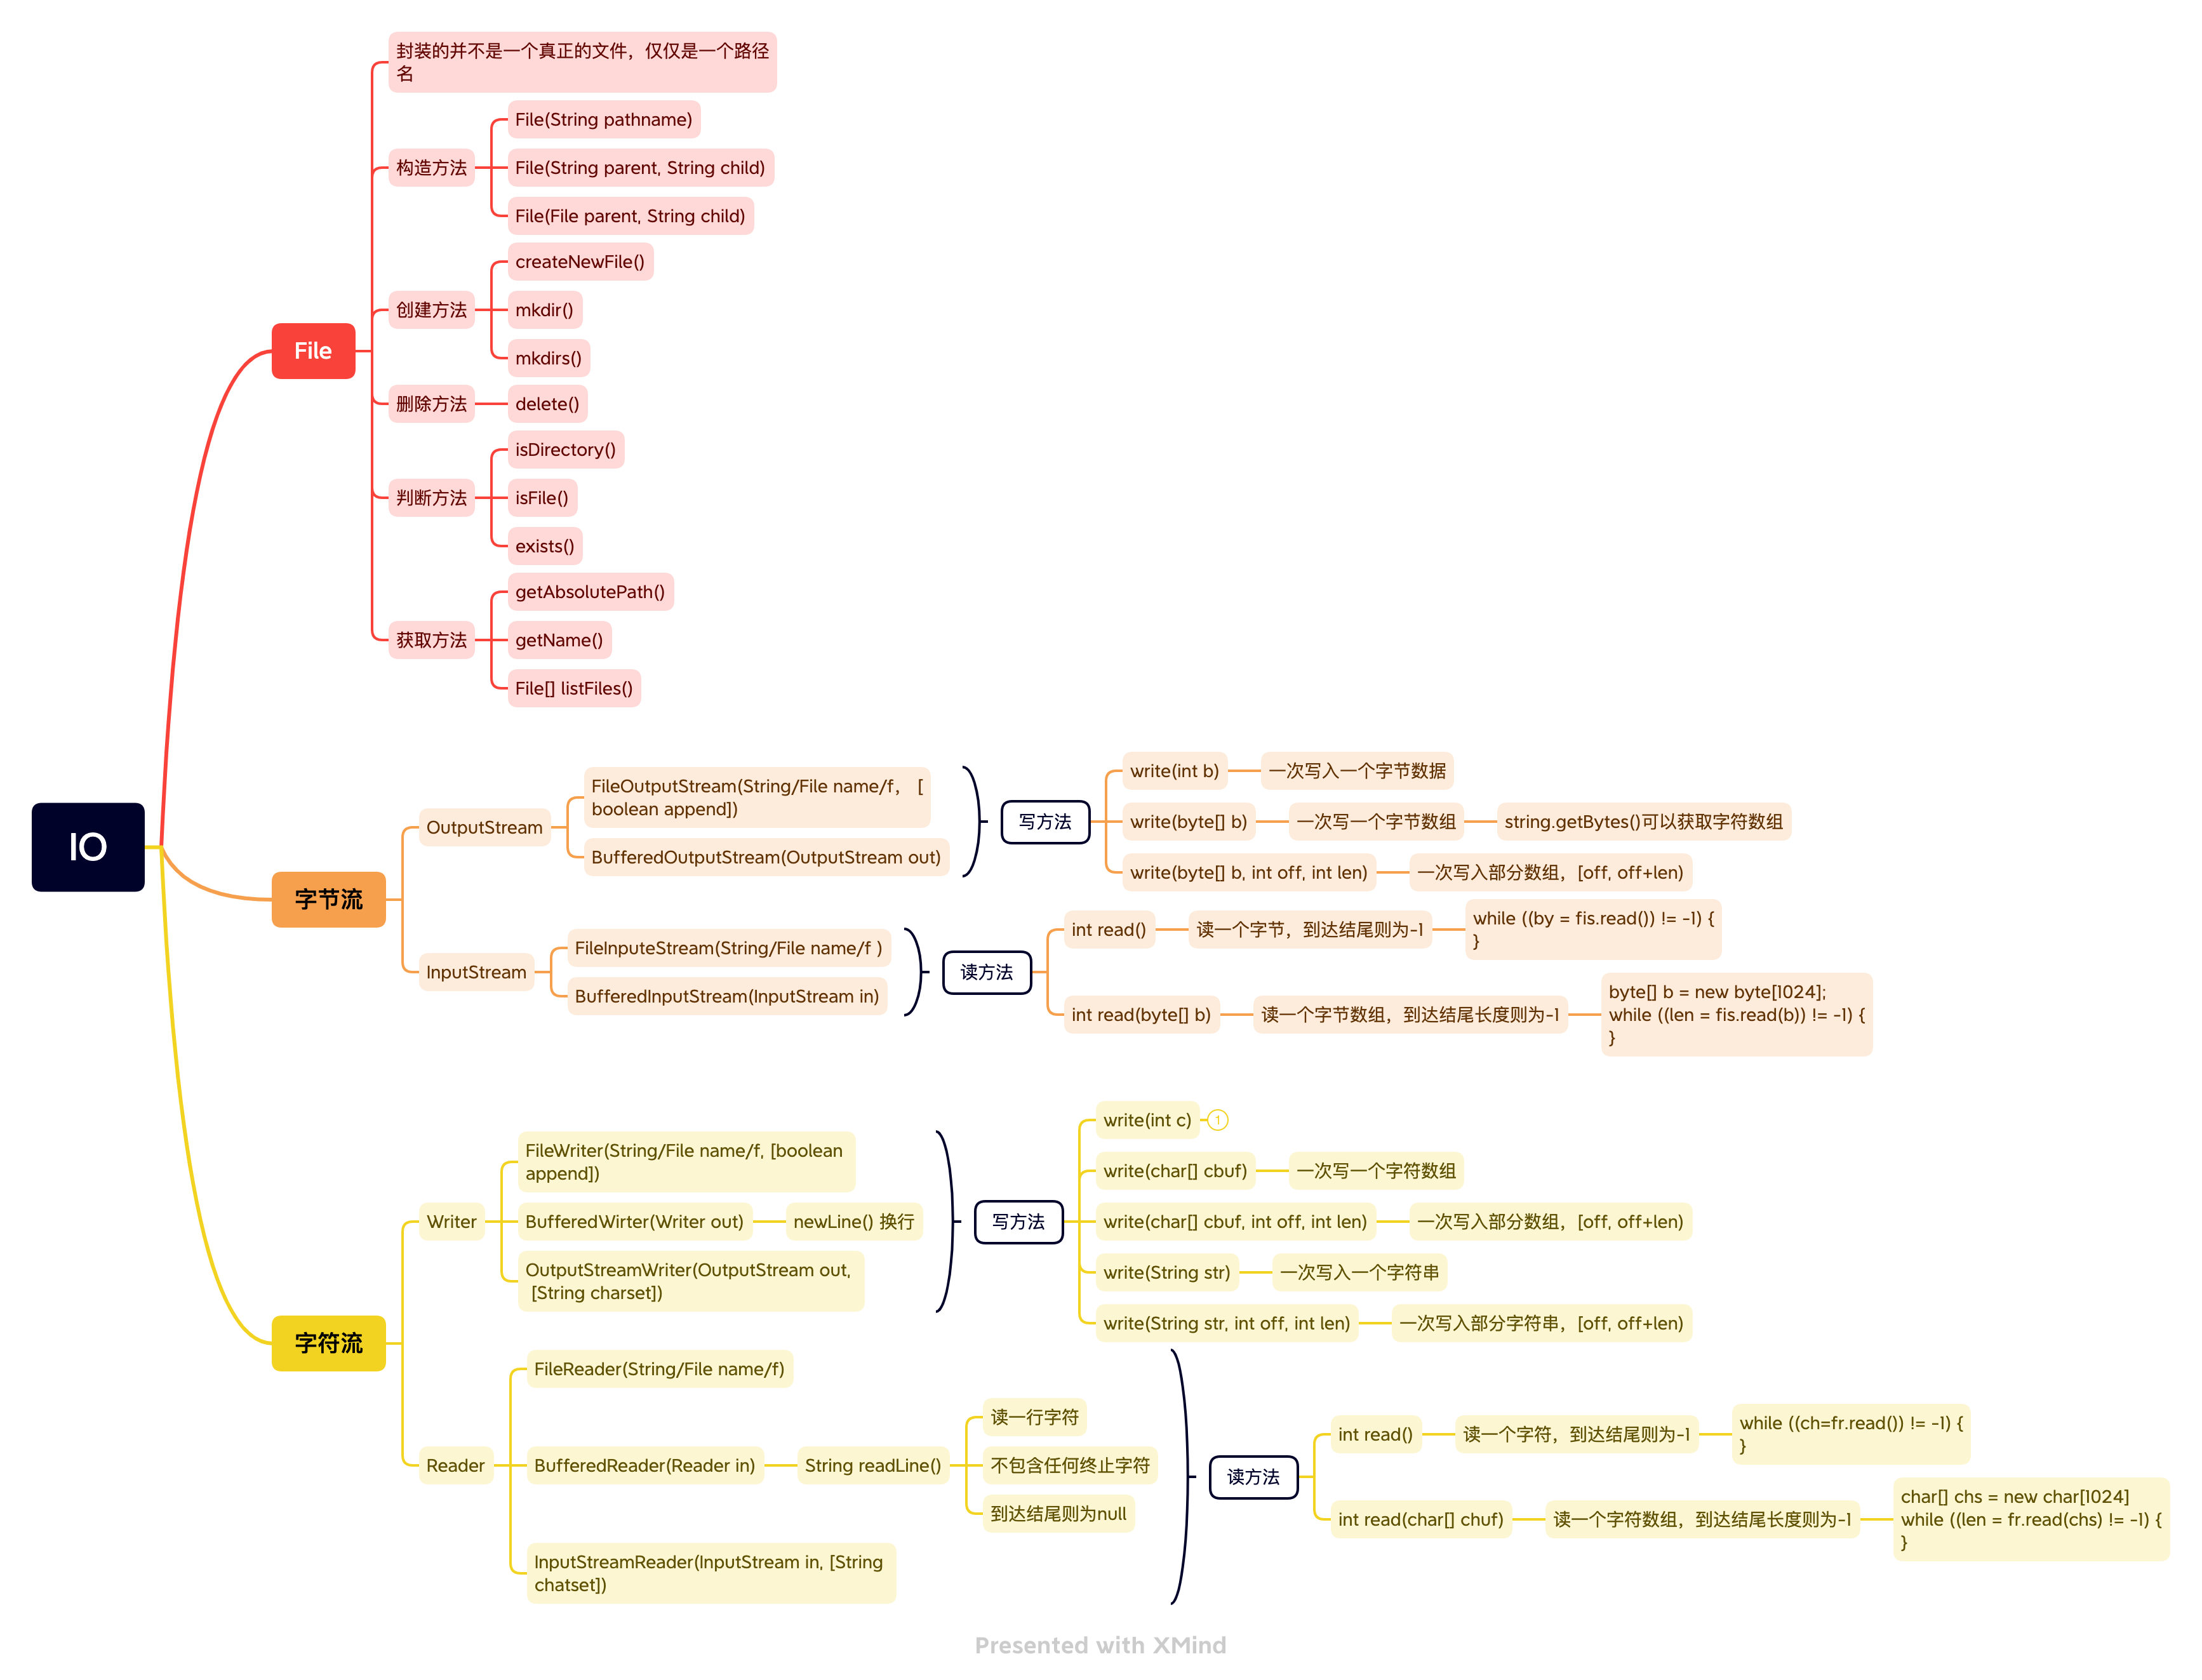 IO
File
封装的并不是一个真正的文件，仅仅是一个路径
名
构造方法
File(String pathname)
File(String parent, String child)
File(File parent, String child)
创建方法
createNewFile()
mkdir()
mkdirs()
删除方法
delete()
判断方法
isDirectory()
isFile()
exists()
获取方法
getAbsolutePath()
getName()
File[] listFiles()
字节流
OutputStream
FileOutputStream(String/File name/f， [
boolean append])
BufferedOutputStream(OutputStream out)
写方法
write(int b)
一次写入一个字节数据
write(byte[] b)
一次写一个字节数组
string.getBytes()可以获取字符数组
write(byte[] b, int off, int len)
一次写入部分数组，[off, off+len)
InputStream
FileInputeStream(String/File name/f )
BufferedInputStream(InputStream in)
读方法
int read()
读一个字节，到达结尾则为-1
while ((by = fis.read()) != -1) {
}
int read(byte[] b)
读一个字节数组，到达结尾长度则为-1
byte[] b = new byte[1024];
while ((len = fis.read(b)) != -1) {
}
字符流
Writer
FileWriter(String/File name/f, [boolean
append])
BufferedWirter(Writer out)
newLine() 换行
OutputStreamWriter(OutputStream out,
[String charset])
写方法
write(int c)
1
write(char[] cbuf)
一次写一个字符数组
write(char[] cbuf, int off, int len)
一次写入部分数组，[off, off+len)
write(String str)
一次写入一个字符串
write(String str, int off, int len)
一次写入部分字符串，[off, off+len)
Reader
FileReader(String/File name/f)
BufferedReader(Reader in)
String readLine()
读一行字符
不包含任何终止字符
到达结尾则为null
InputStreamReader(InputStream in, [String
chatset])
读方法
int read()
读一个字符，到达结尾则为-1
while ((ch=fr.read()) != -1) {
}
int read(char[] chuf)
读一个字符数组，到达结尾长度则为-1
char[] chs = new char[1024]
while ((len = fr.read(chs) != -1) {
}
Presented with XMind